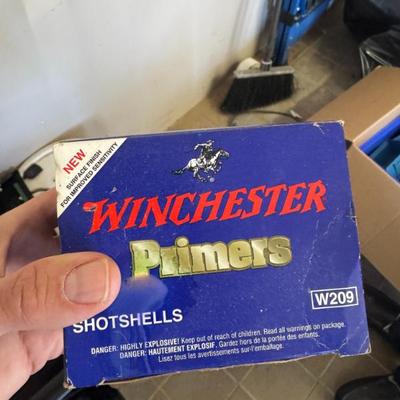 NEW
SURFACE FINISH
FOR IMPROVED SENSITIVITY
WINCHESTER
Primers
W209
SHOTSHELLS
DANGER: HIGHLY EXPLOSIVE! Keep out of reach of children. Read all warnings on package.
DANGER: HAUTEMENT EXPLOSIF. Gardez hors de la portée des enfants.
Lisez tous les avertissements sur l'emballage.